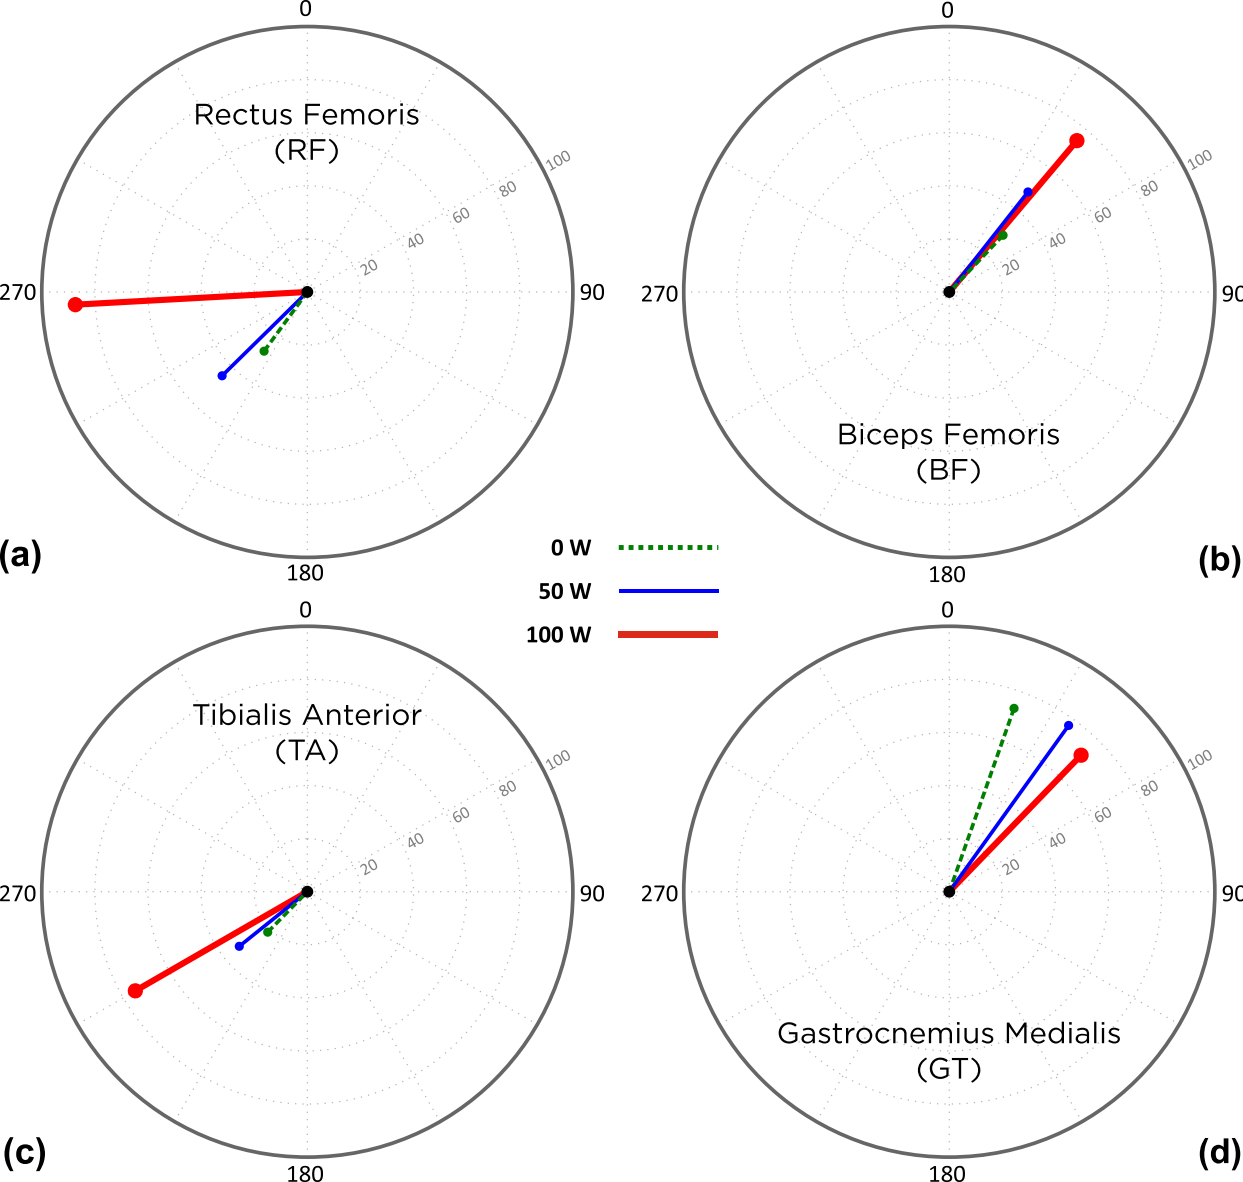 0
Rectus Femoris
(RF)
100
80
60
40
20
270
90
180
(a)
0
Biceps Femoris
(BF)
100
80
60
40
20
270
90
180
(b)
0 W
50 W
100 W
0
Tibialis Anterior
(TA)
100
80
60
40
20
270
90
180
(c)
0
100
80
60
40
20
270
90
Gastrocnemius Medialis
(GT)
180
(d)